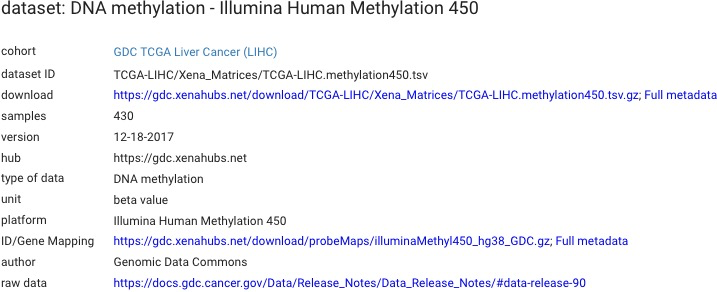 dataset: DNA methylation - Illumina Human Methylation 450
cohort GDC TCGA Liver Cancer (LIHC)
dataset ID TCGA-LIHC/Xena_Matrices/TCGA-LIHC.methylation450.tsv
download https://gdc.xenahubs.net/download/TCGA-LIHC/Xena_Matrices/TCGA-LIHC.methylation450.tsv.gz; Full metadata
samples 430
version 12-18-2017
hub https://gdc.xenahubs.net
type of data DNA methylation
unit beta value
platform Illumina Human Methylation 450
ID/Gene Mapping https://gdc.xenahubs.net/download/probeMaps/illuminaMethyl450_hg38_GDC.gz; Full metadata
author Genomic Data Commons
raw data https://docs.gdc.cancer.gov/Data/Release_Notes/Data_Release_Notes/#data-release-90